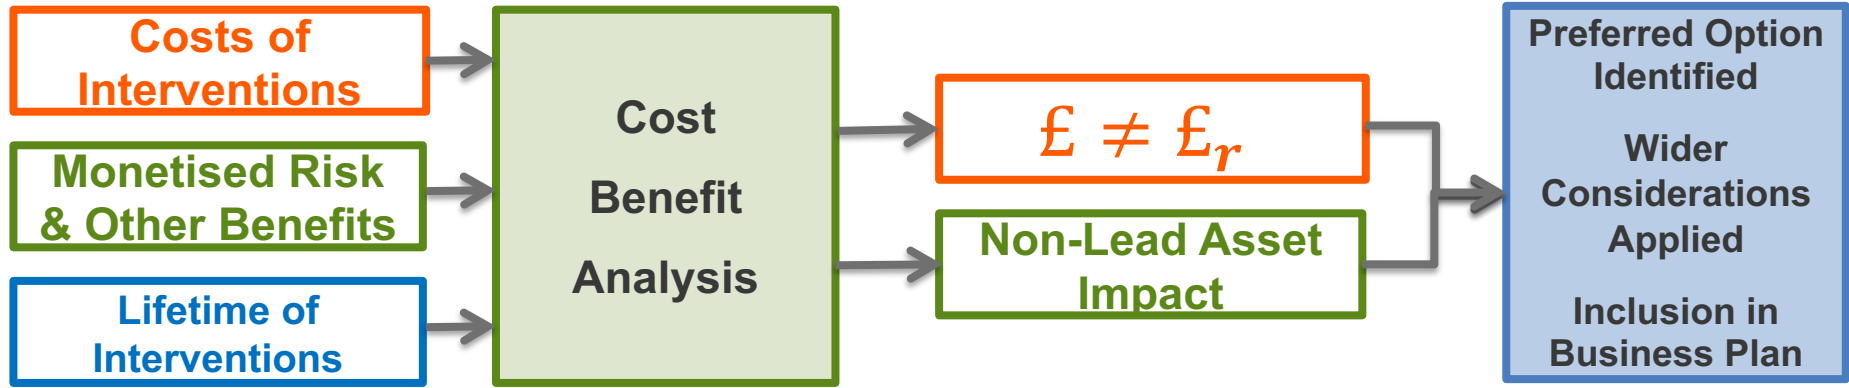 Costs of
Interventions
Monetised Risk
& Other Benefits
Lifetime of
Interventions
Cost
Benefit
Analysis
£ ≠ £r
Non-Lead Asset
Impact
Preferred Option
Identified
Wider
Considerations
Applied
Inclusion in
Business Plan